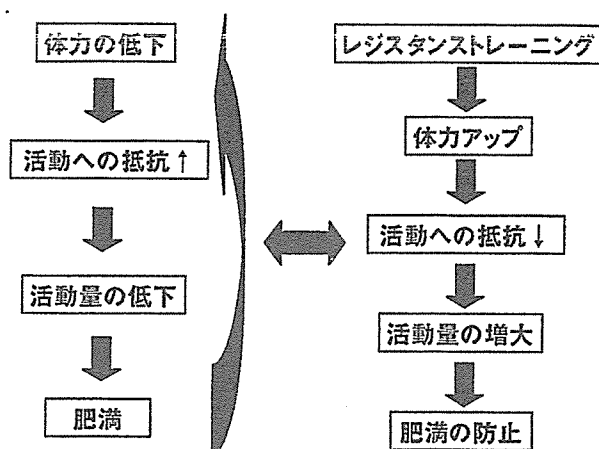 体力の低下
活動への抵抗↑
活動量の低下
肥満
レジスタンストレーニング
体力アップ
活動への抵抗↓
活動量の増大
肥満の防止